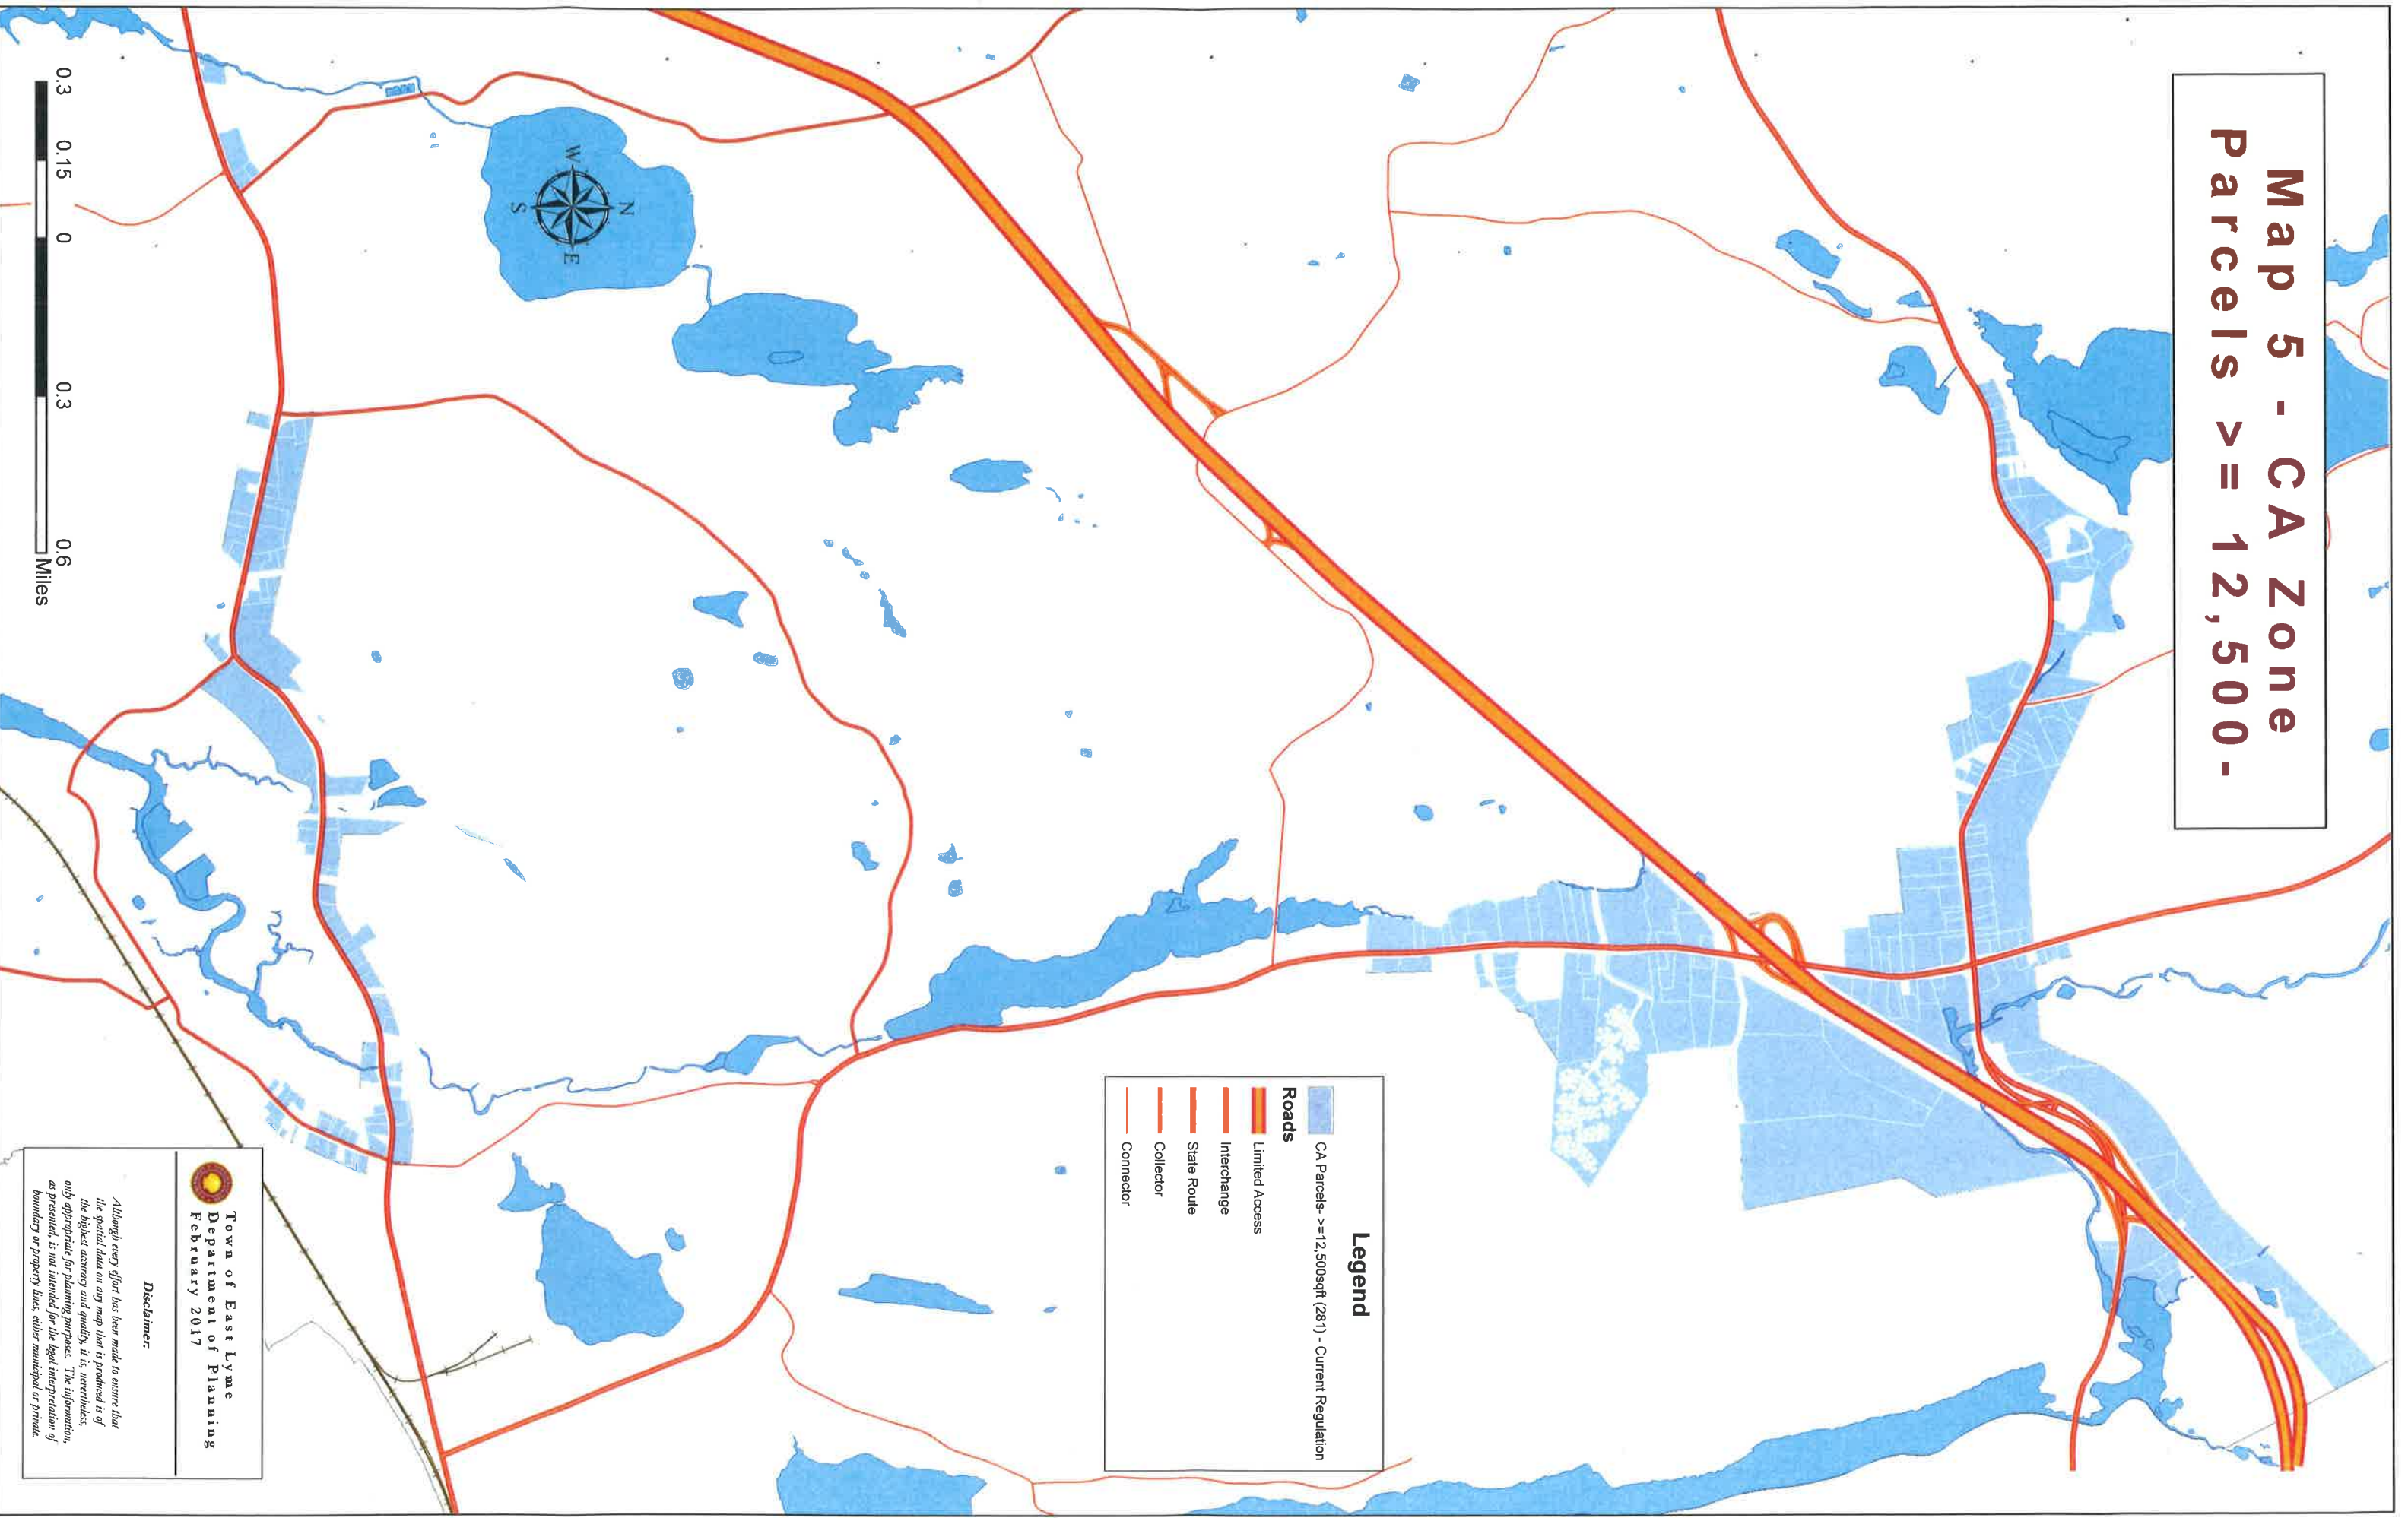 Map 5 - CA Zone
Parcels >= 12,500-
N
W
E
S
Legend
CA Parcels- >=12,500sqft (281) - Current Regulation
Roads
Limited Access
Interchange
State Route
Collector
Connector
0.3 0.15 0 0.3 0.6
Miles
Town of East Lyme
Department of Planning
February 2017
Disclaimer:
Although every effort has been made to ensure that
the spatial data on any map that is produced is of
the highest accuracy and quality, it is, nevertheless,
only appropriate for planning purposes. The information,
as presented, is not intended for the legal interpretation of
boundary or property lines, either municipal or private.